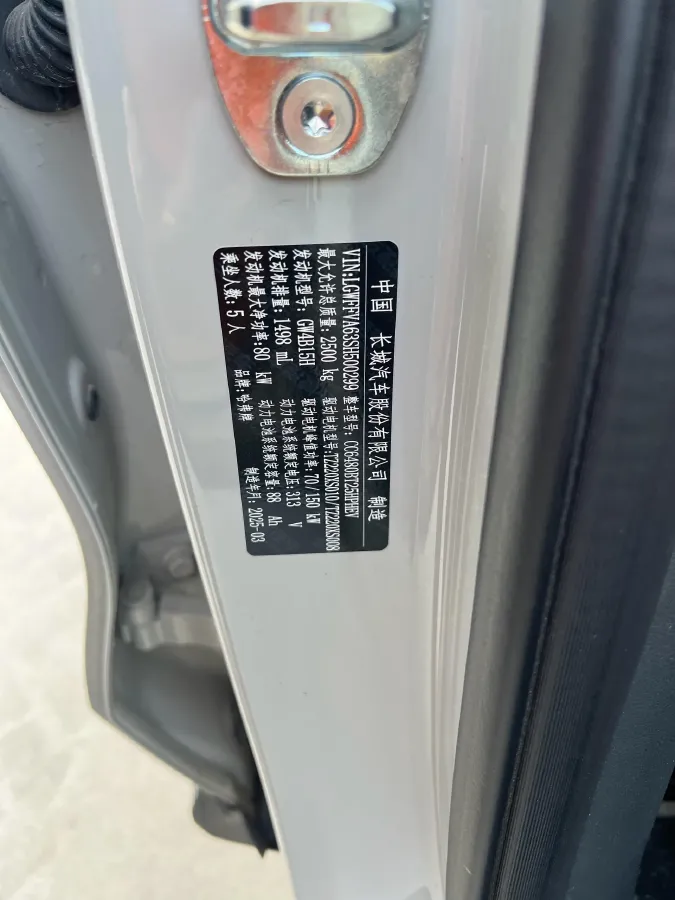 中国 长城汽车股份有限公司 制造
VIN:LGWFFVA63SH500299 整车型号:CC6480BT25HPHEV
最大允许总质量:2500 kg 驱动电机型号:TZ220XS010/TZ220XS008
发动机型号:GW4B15H 驱动电机峰值功率:70/150 kW
发动机排量:1498 mL 动力电池系统额定电压:313 V
发动机最大净功率:80 kW 动力电池系统额定容量:88 Ah
乘坐人数:5人 品牌:哈弗牌 制造年月:2025-03